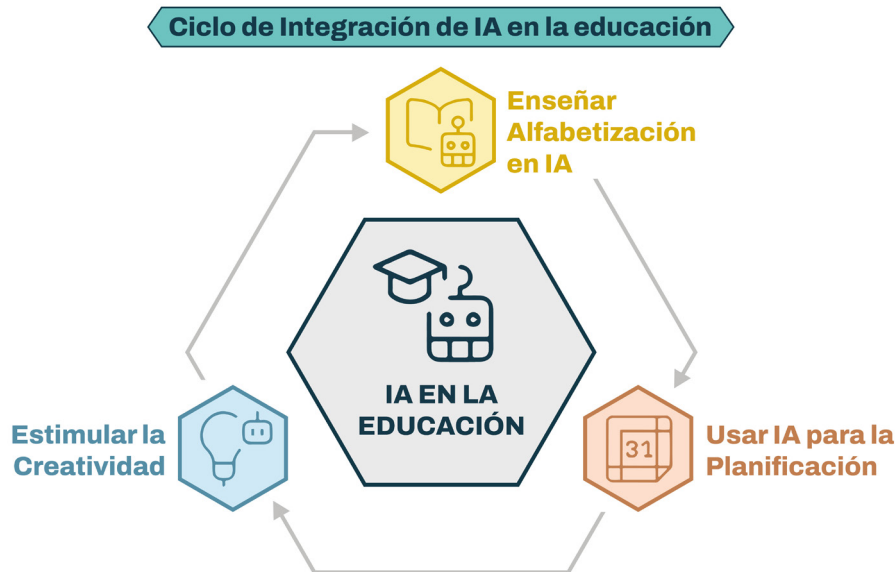 Ciclo de Integración de IA en la educación
Enseñar
Alfabetización
en IA
IA EN LA
EDUCACIÓN
Estimular la
Creatividad
31
Usar IA para la
Planificación